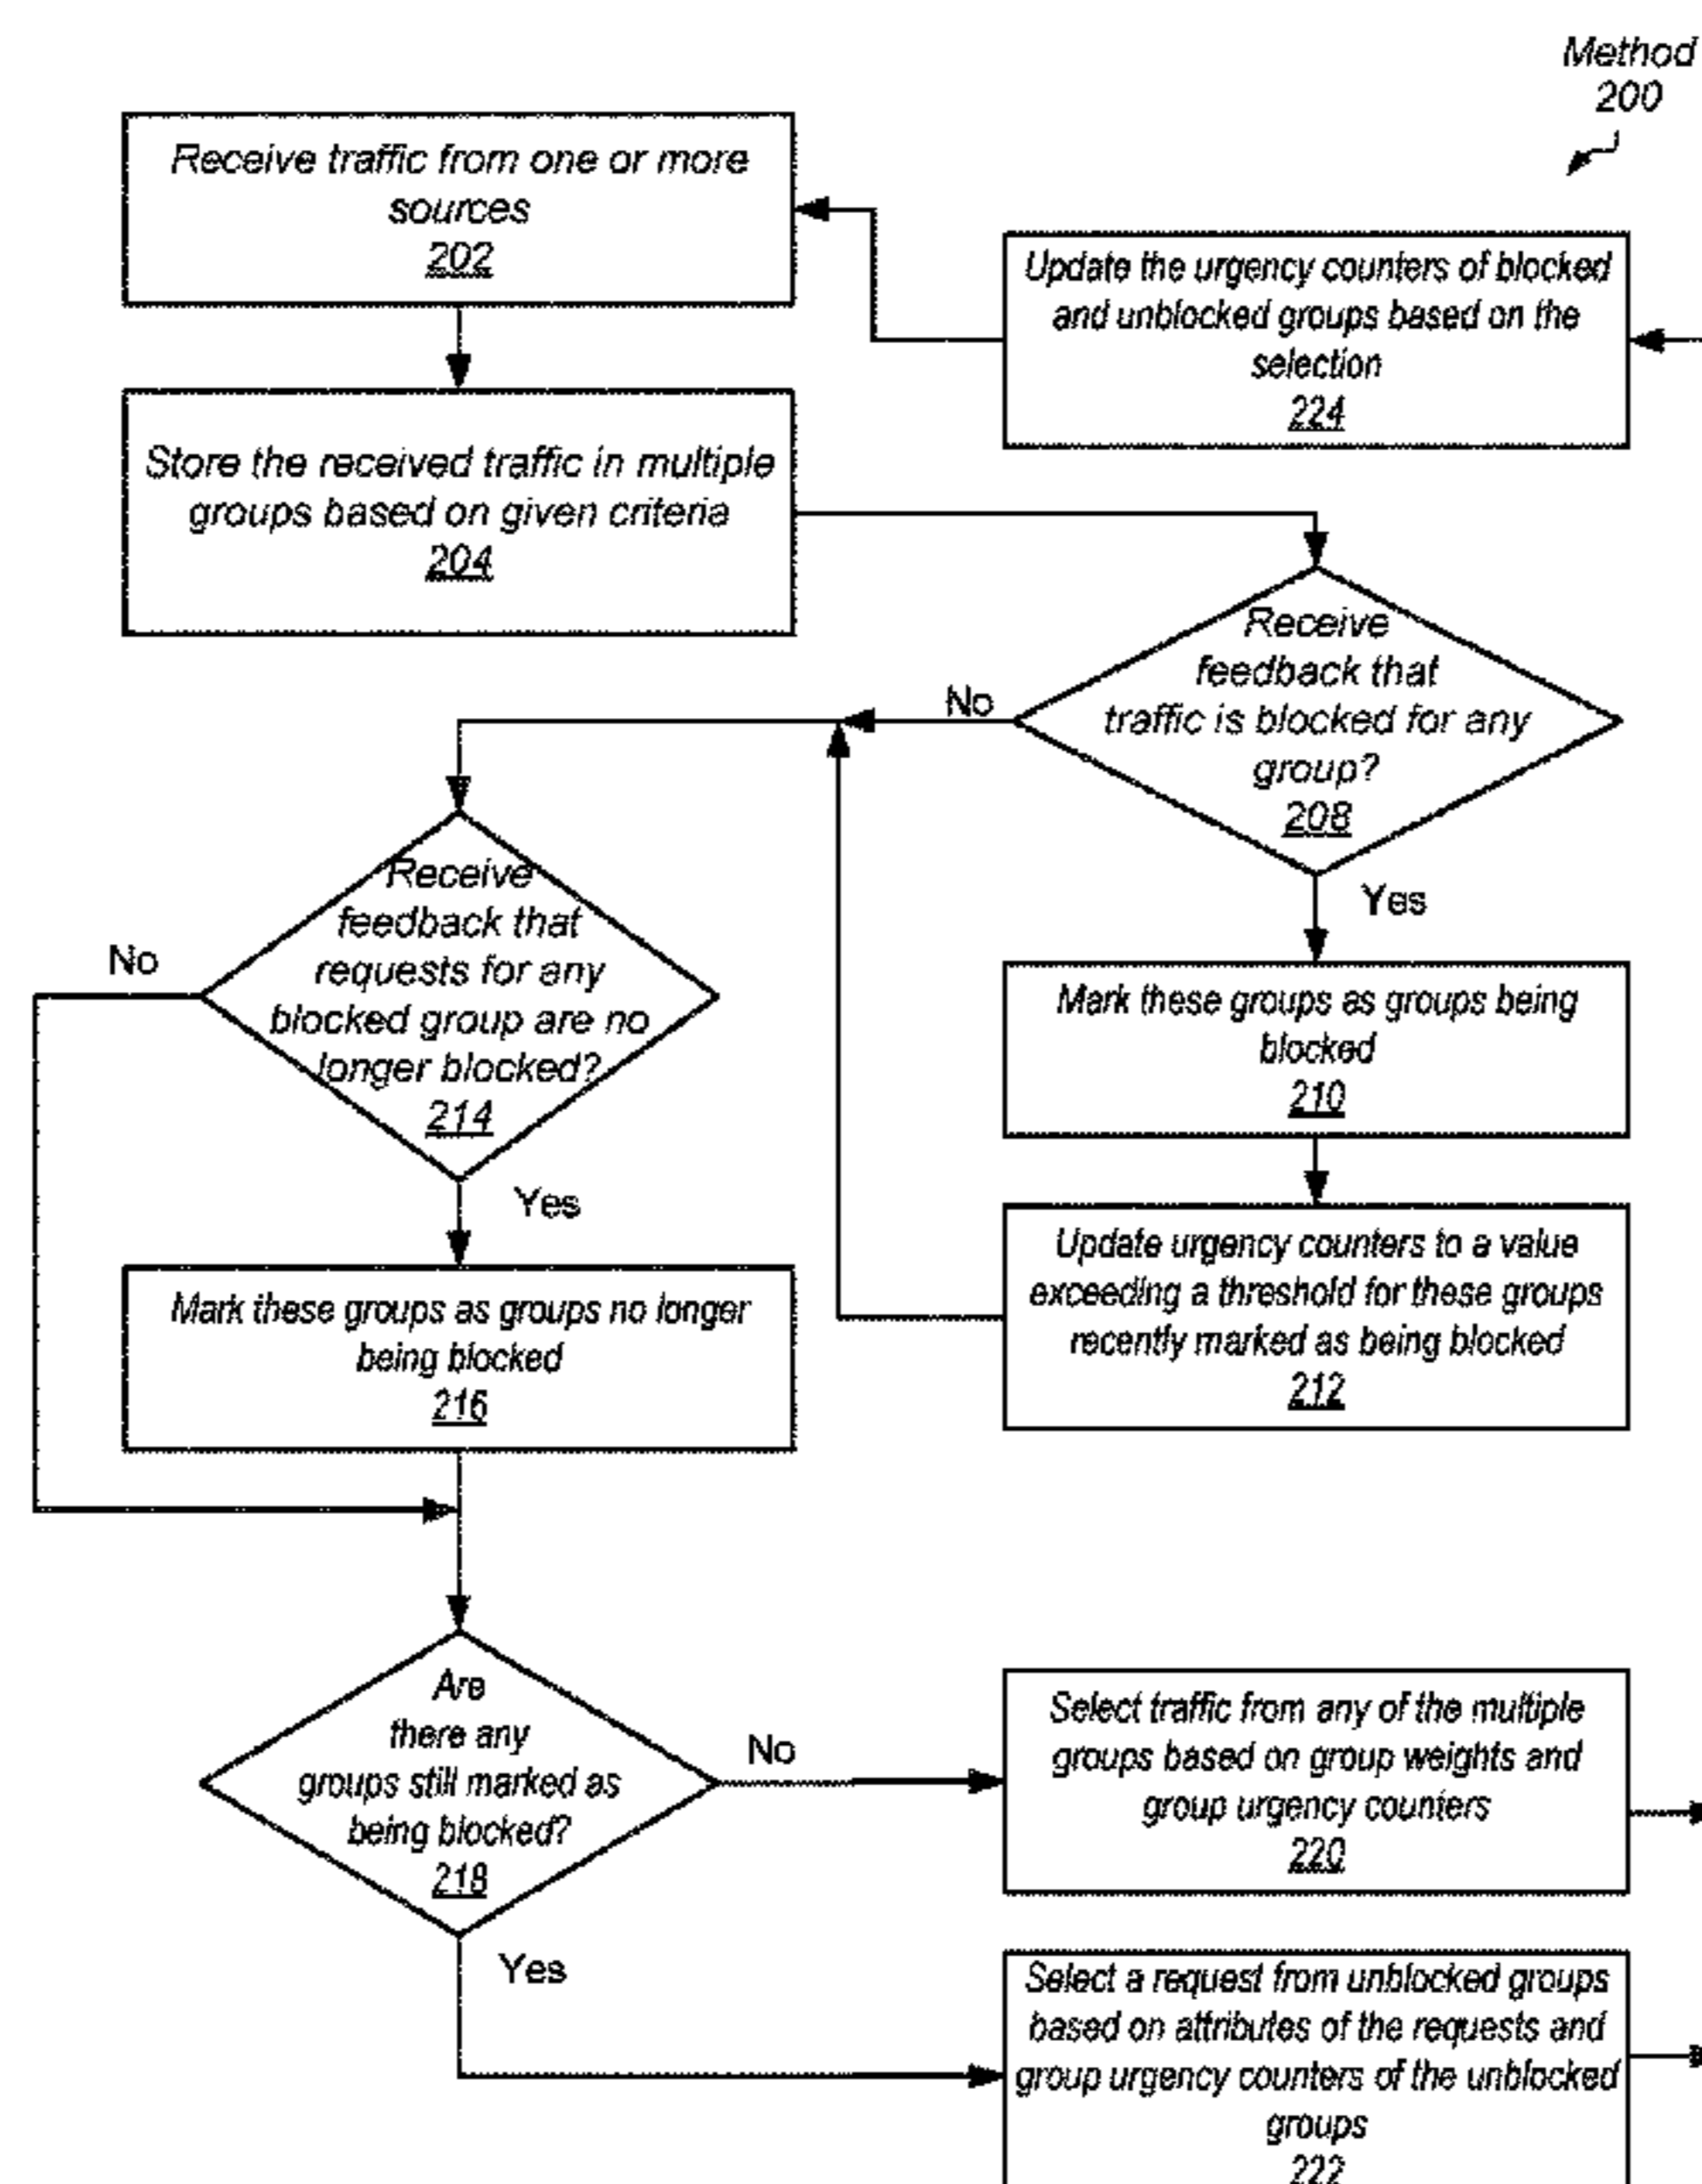 Method
200
Receive traffic from one or more
sources
202
Update the urgency counters of blocked
and unblocked groups based on the
selection
224
Store the received traffic in multiple
groups based on given criteria
204
Receive
feedback that
traffic is blocked for any
group?
208
No
Yes
Mark these groups as groups being
blocked
210
Update urgency counters to a value
exceeding a threshold for these groups
recently marked as being blocked
212
Receive
feedback that
requests for any
blocked group are no
longer blocked?
214
No
Yes
Mark these groups as groups no longer
being blocked
216
Are
there any
groups still marked as
being blocked?
218
No
Yes
Select traffic from any of the multiple
groups based on group weights and
group urgency counters
220
Select a request from unblocked groups
based on attributes of the requests and
group urgency counters of the unblocked
groups
222